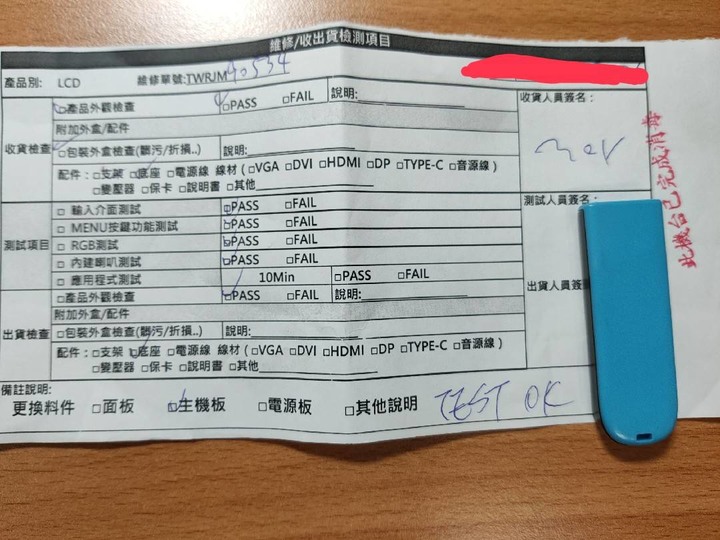 維修/收出貨檢測項目
產品別: LCD 維修單號:TWRJM90534
收貨檢查
□產品外觀檢查 □PASS □FAIL 說明:
附加外盒/配件
□包裝外盒檢查(髒污/折損..) 說明:
配件：□支架 □底座 □電源線 線材(□VGA □DVI □HDMI □DP □TYPE-C □音源線)
□變壓器 □保卡 □說明書 □其他
收貨人員簽名：
測試項目
□ 輸入介面測試 □PASS □FAIL
□ MENU按鍵功能測試 □PASS □FAIL
□ RGB測試 □PASS □FAIL
□ 內建喇叭測試 □PASS □FAIL
□ 應用程式測試 10Min □PASS □FAIL
測試人員簽名：
出貨檢查
□產品外觀檢查 □PASS □FAIL 說明:
附加外盒/配件
□包裝外盒檢查(髒污/折損..) 說明:
配件：□支架 □底座 □電源線 線材(□VGA □DVI □HDMI □DP □TYPE-C □音源線)
□變壓器 □保卡 □說明書 □其他
出貨人員簽
備註說明:
更換料件 □面板 □主機板 □電源板 □其他說明 TEST OK
此機台已完成消毒